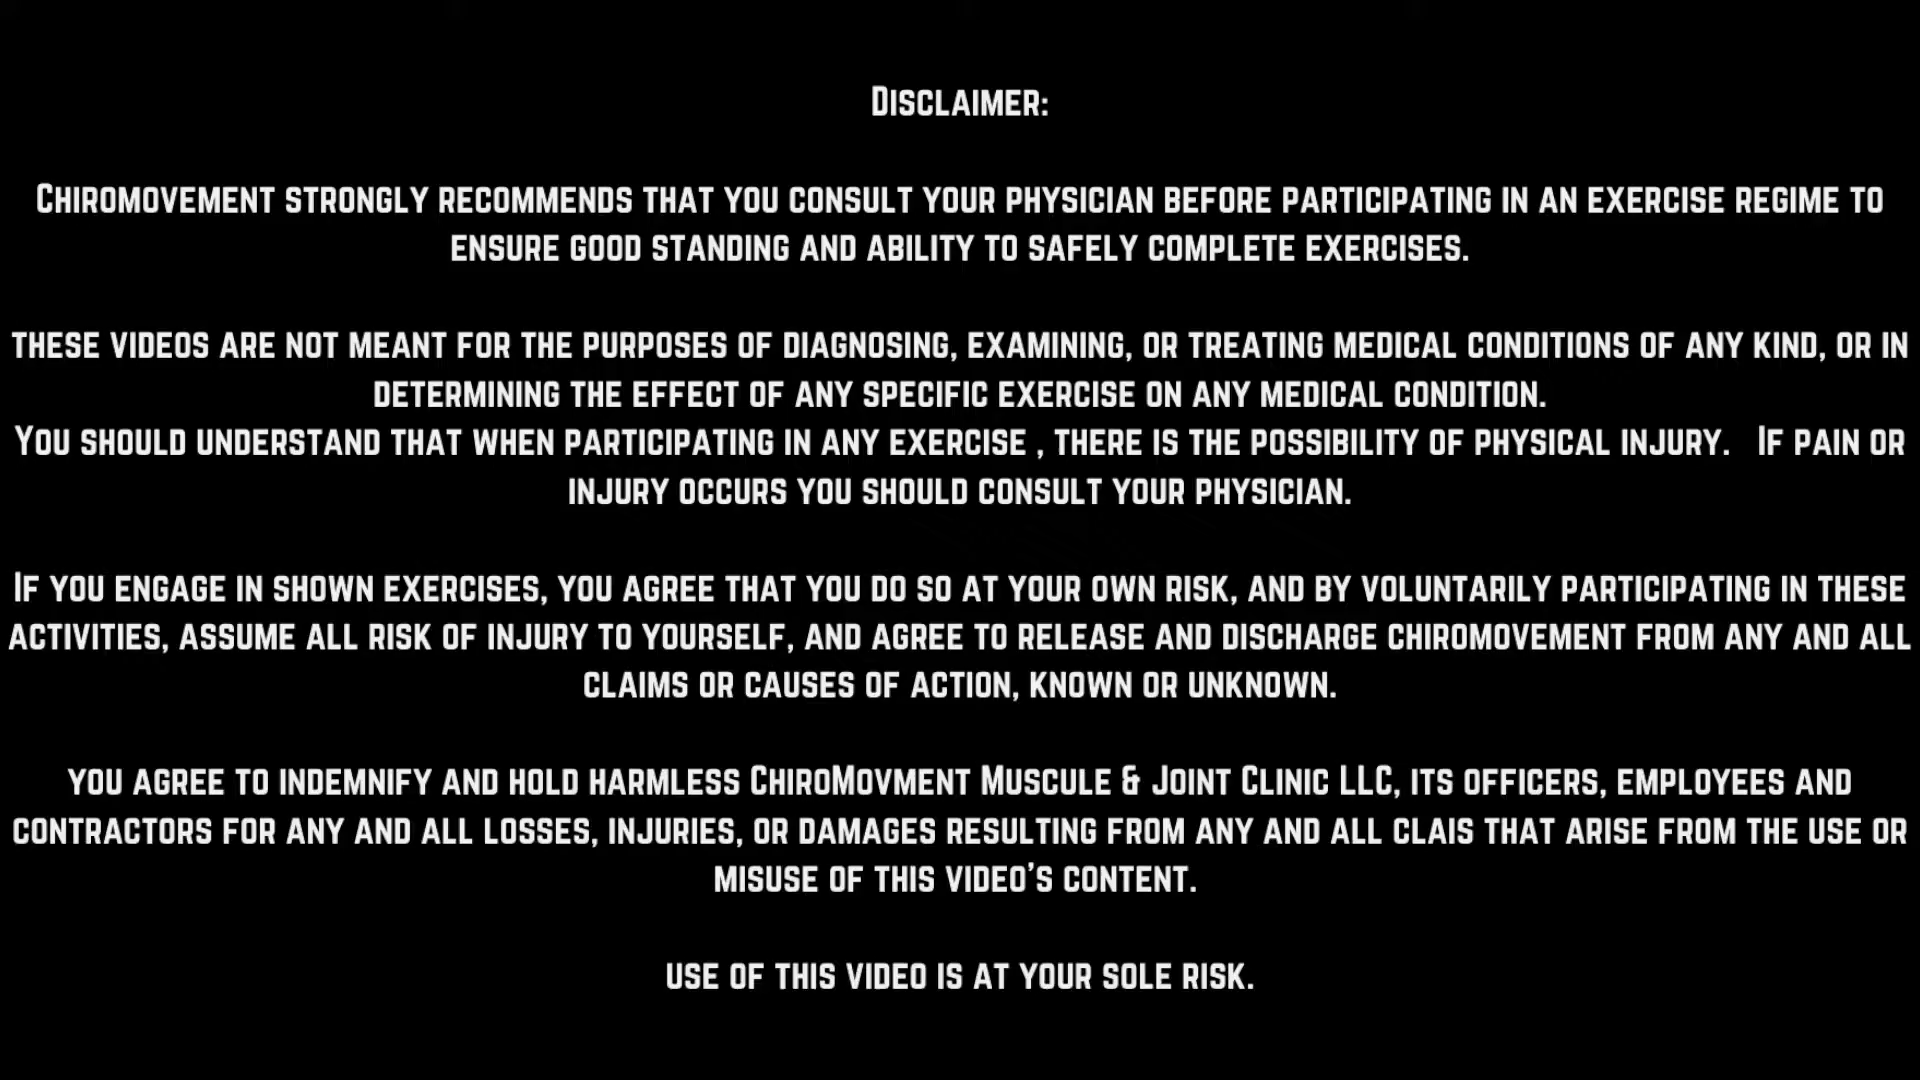 Disclaimer:
Chiromovement strongly recommends that you consult your physician before participating in an exercise regime to
ensure good standing and ability to safely complete exercises.
these videos are not meant for the purposes of diagnosing, examining, or treating medical conditions of any kind, or in
determining the effect of any specific exercise on any medical condition.
You should understand that when participating in any exercise , there is the possibility of physical injury.   If pain or
injury occurs you should consult your physician.
If you engage in shown exercises, you agree that you do so at your own risk, and by voluntarily participating in these
activities, assume all risk of injury to yourself, and agree to release and discharge chiromovement from any and all
claims or causes of action, known or unknown.
you agree to indemnify and hold harmless ChiroMovment Muscule & Joint Clinic LLC, its officers, employees and
contractors for any and all losses, injuries, or damages resulting from any and all clais that arise from the use or
misuse of this video's content.
use of this video is at your sole risk.